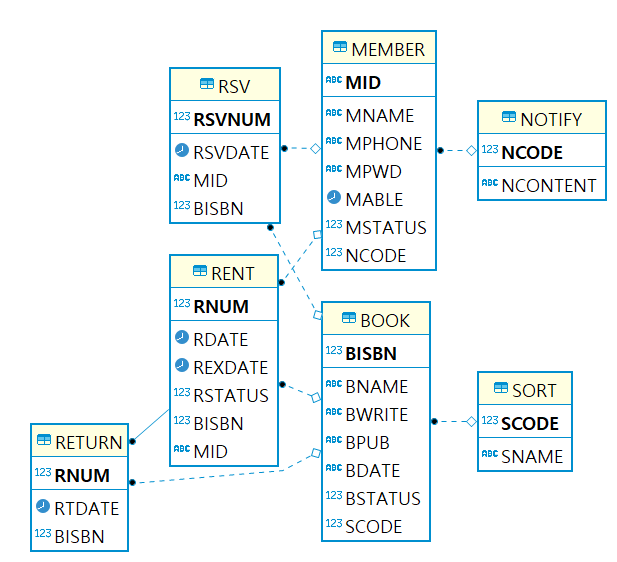 RSV
123 RSVNUM
RSVDATE
ABC MID
123 BISBN
MEMBER
ABC MID
ABC MNAME
ABC MPHONE
ABC MPWD
MABLE
123 MSTATUS
123 NCODE
NOTIFY
123 NCODE
ABC NCONTENT
RENT
123 RNUM
RDATE
REXDATE
123 RSTATUS
123 BISBN
ABC MID
BOOK
123 BISBN
ABC BNAME
ABC BWRITE
ABC BPUB
ABC BDATE
123 BSTATUS
123 SCODE
SORT
123 SCODE
ABC SNAME
RETURN
123 RNUM
RTDATE
123 BISBN